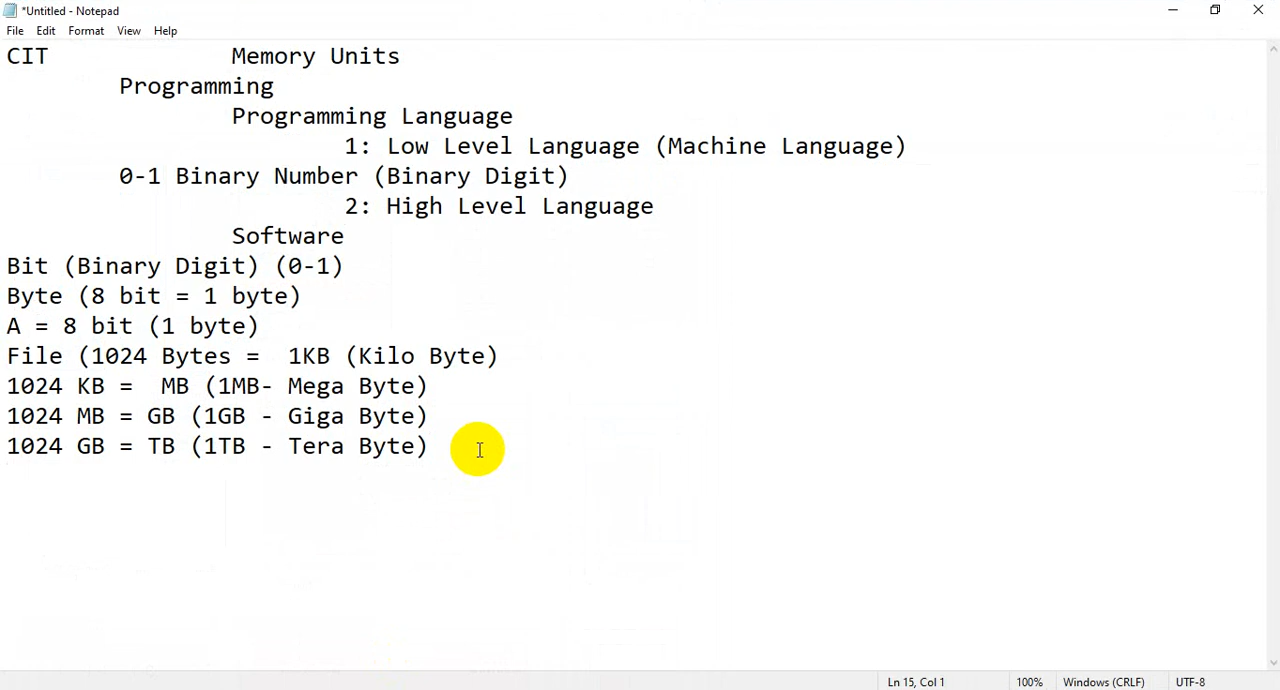 *Untitled - Notepad
File Edit Format View Help
CIT Memory Units
Programming
Programming Language
1: Low Level Language (Machine Language)
0-1 Binary Number (Binary Digit)
2: High Level Language
Software
Bit (Binary Digit) (0-1)
Byte (8 bit = 1 byte)
A = 8 bit (1 byte)
File (1024 Bytes =  1KB (Kilo Byte)
1024 KB =  MB (1MB- Mega Byte)
1024 MB = GB (1GB - Giga Byte)
1024 GB = TB (1TB - Tera Byte)
Ln 15, Col 1 100% Windows (CRLF) UTF-8